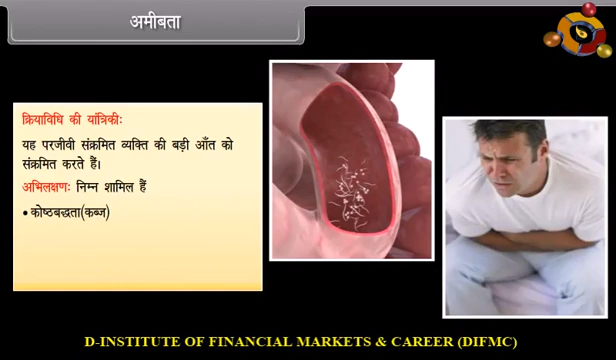 अमीबता
क्रियाविधि की यांत्रिकीः
यह परजीवी संक्रमित व्यक्ति की बड़ी आँत को
संक्रमित करते हैं।
अभिलक्षणः निम्न शामिल हैं
• कोष्ठबद्धता(कब्ज)
D-INSTITUTE OF FINANCIAL MARKETS & CAREER (DIFMC)